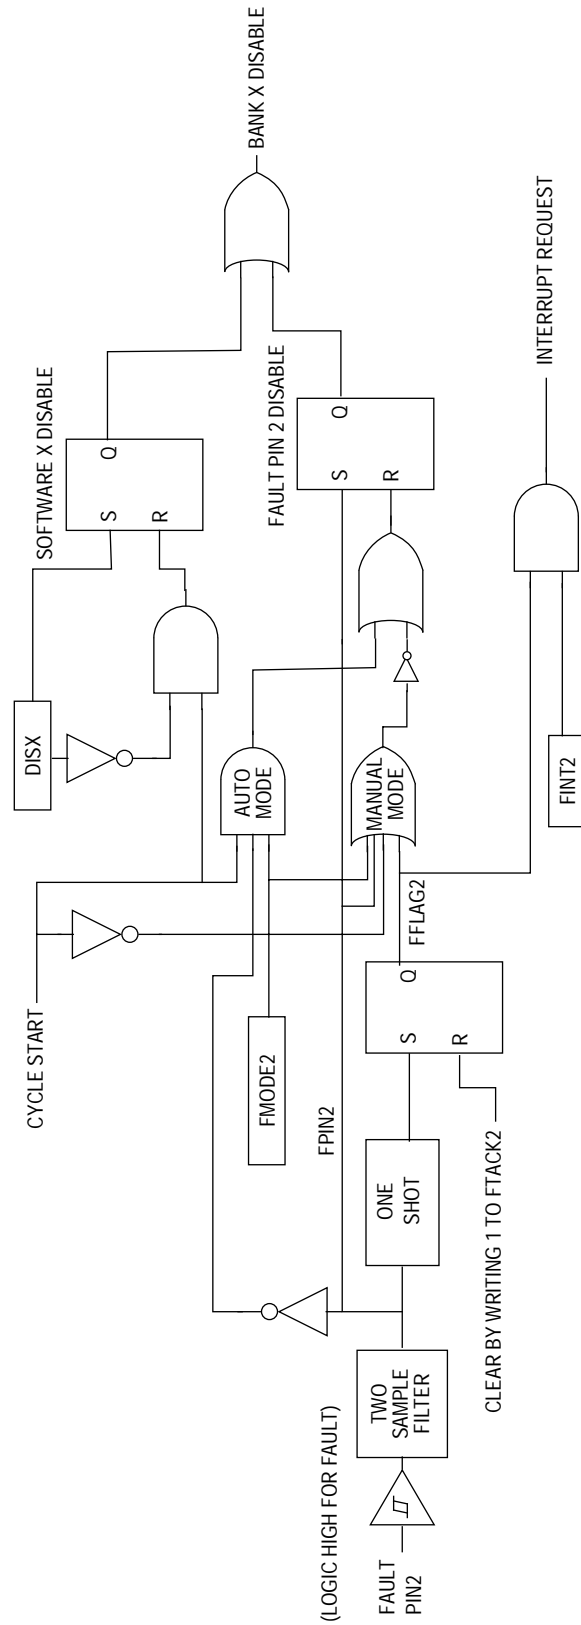 (LOGIC HIGH FOR FAULT)
FAULT
PIN2
TWO
SAMPLE
FILTER
ONE
SHOT
CLEAR BY WRITING 1 TO FTACK2
S
R
Q
FFLAG2
FPIN2
FMODE2
CYCLE START
AUTO
MODE
MANUAL
MODE
DISX
SOFTWARE X DISABLE
S
R
Q
FAULT PIN 2 DISABLE
S
R
Q
FINT2
BANK X DISABLE
INTERRUPT REQUEST